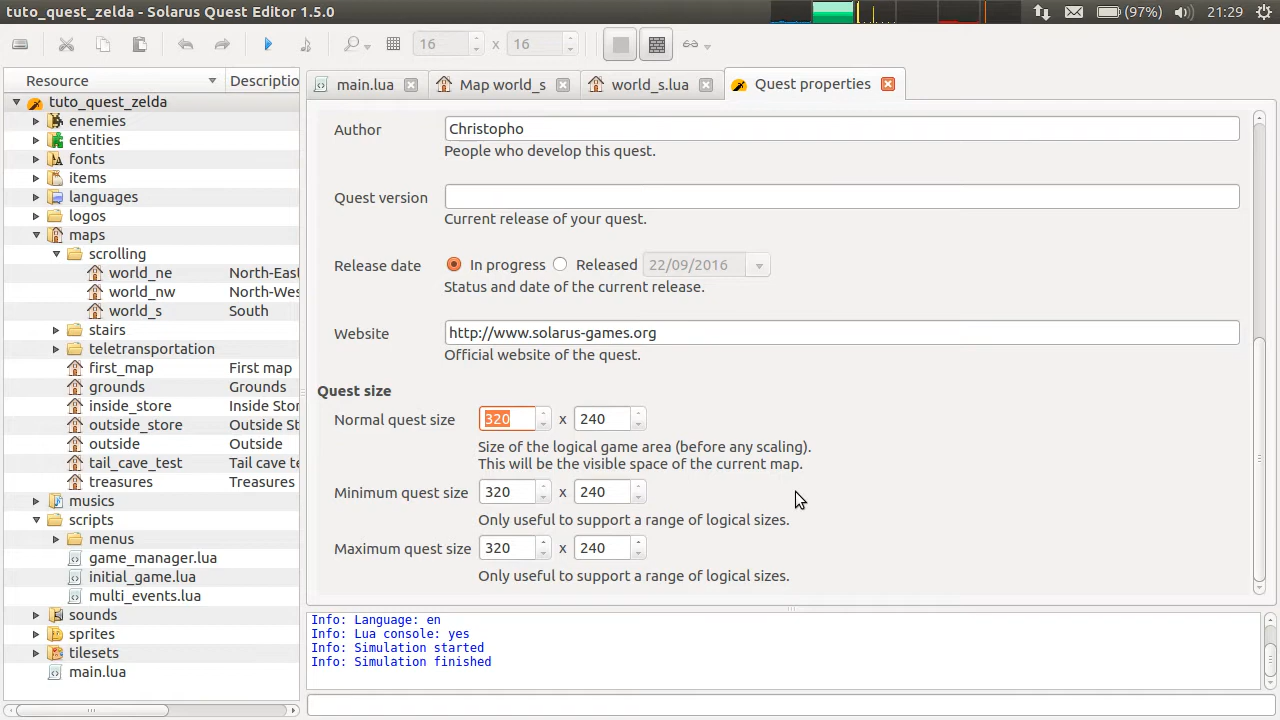 tuto_quest_zelda - Solarus Quest Editor 1.5.0
(97%)
21:29
16 x 16
Resource
Descriptio
main.lua
Map world_s
world_s.lua
Quest properties
tuto_quest_zelda
enemies
entities
fonts
items
languages
logos
maps
scrolling
world_ne North-East
world_nw North-Wes
world_s South
stairs
teletransportation
first_map First map
grounds Grounds
inside_store Inside Stor
outside_store Outside St
outside Outside
tail_cave_test Tail cave te
treasures Treasures
musics
scripts
menus
game_manager.lua
initial_game.lua
multi_events.lua
sounds
sprites
tilesets
main.lua
Author Christopho
People who develop this quest.
Quest version
Current release of your quest.
Release date In progress Released 22/09/2016
Status and date of the current release.
Website http://www.solarus-games.org
Official website of the quest.
Quest size
Normal quest size 320 x 240
Size of the logical game area (before any scaling).
This will be the visible space of the current map.
Minimum quest size 320 x 240
Only useful to support a range of logical sizes.
Maximum quest size 320 x 240
Only useful to support a range of logical sizes.
Info: Language: en
Info: Lua console: yes
Info: Simulation started
Info: Simulation finished